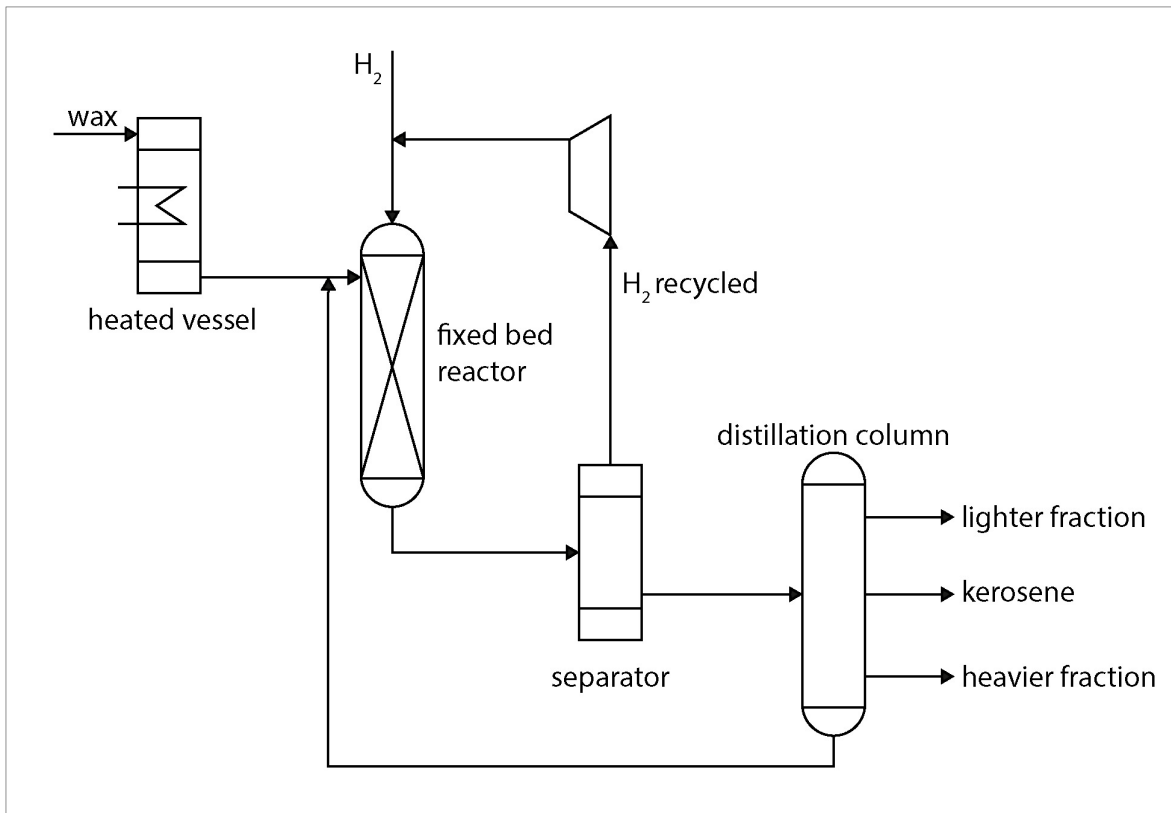 H₂
wax
heated vessel
H₂ recycled
fixed bed
reactor
distillation column
lighter fraction
kerosene
heavier fraction
separator